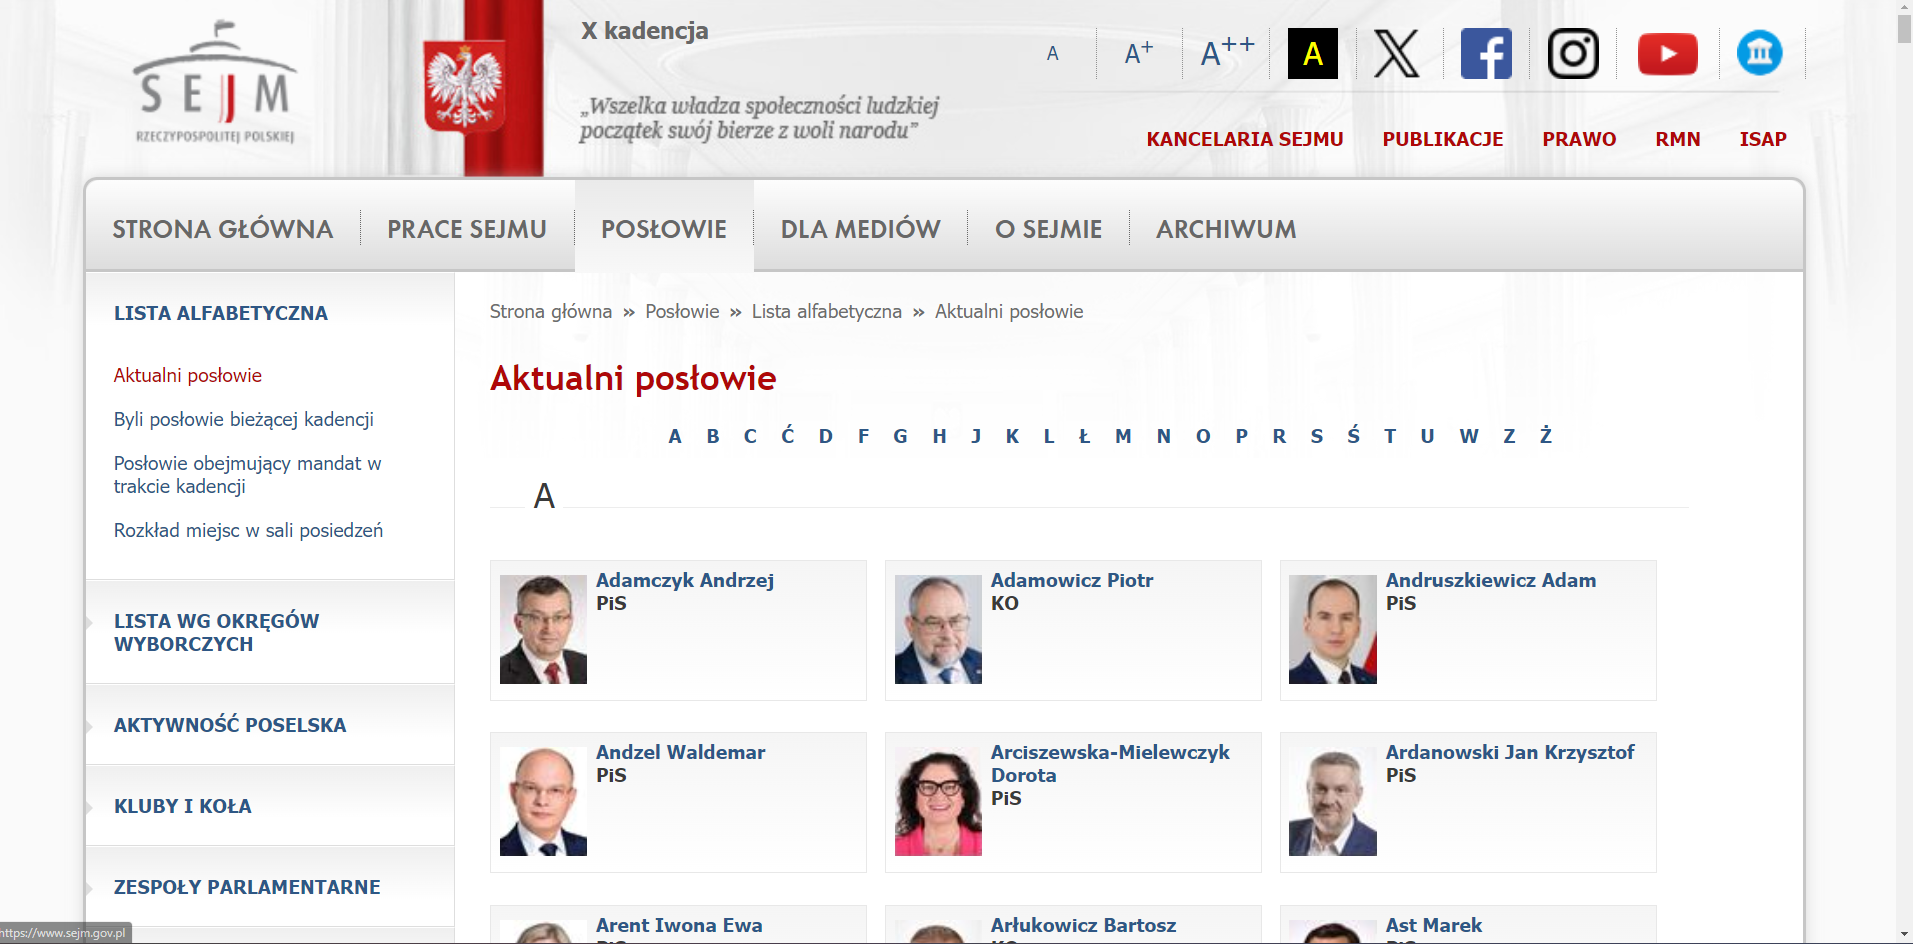 SEJM
RZECZYPOSPOLITEJ POLSKIEJ
X kadencja
„Wszelka władza społeczności ludzkiej
początek swój bierze z woli narodu”
A
A+
A++
A
KANCELARIA SEJMU
PUBLIKACJE
PRAWO
RMN
ISAP
STRONA GŁÓWNA
PRACE SEJMU
POSŁOWIE
DLA MEDIÓW
O SEJMIE
ARCHIWUM
LISTA ALFABETYCZNA
Aktualni posłowie
Byli posłowie bieżącej kadencji
Posłowie obejmujący mandat w
trakcie kadencji
Rozkład miejsc w sali posiedzeń
LISTA WG OKRĘGÓW
WYBORCZYCH
AKTYWNOŚĆ POSELSKA
KLUBY I KOŁA
ZESPOŁY PARLAMENTARNE
Strona główna » Posłowie » Lista alfabetyczna » Aktualni posłowie
Aktualni posłowie
A B C Ć D F G H J K L Ł M N O P R S Ś T U W Z Ż
A
Adamczyk Andrzej
PiS
Adamowicz Piotr
KO
Andruszkiewicz Adam
PiS
Andzel Waldemar
PiS
Arciszewska-Mielewczyk
Dorota
PiS
Ardanowski Jan Krzysztof
PiS
Arent Iwona Ewa
Arłukowicz Bartosz
Ast Marek
https://www.sejm.gov.pl